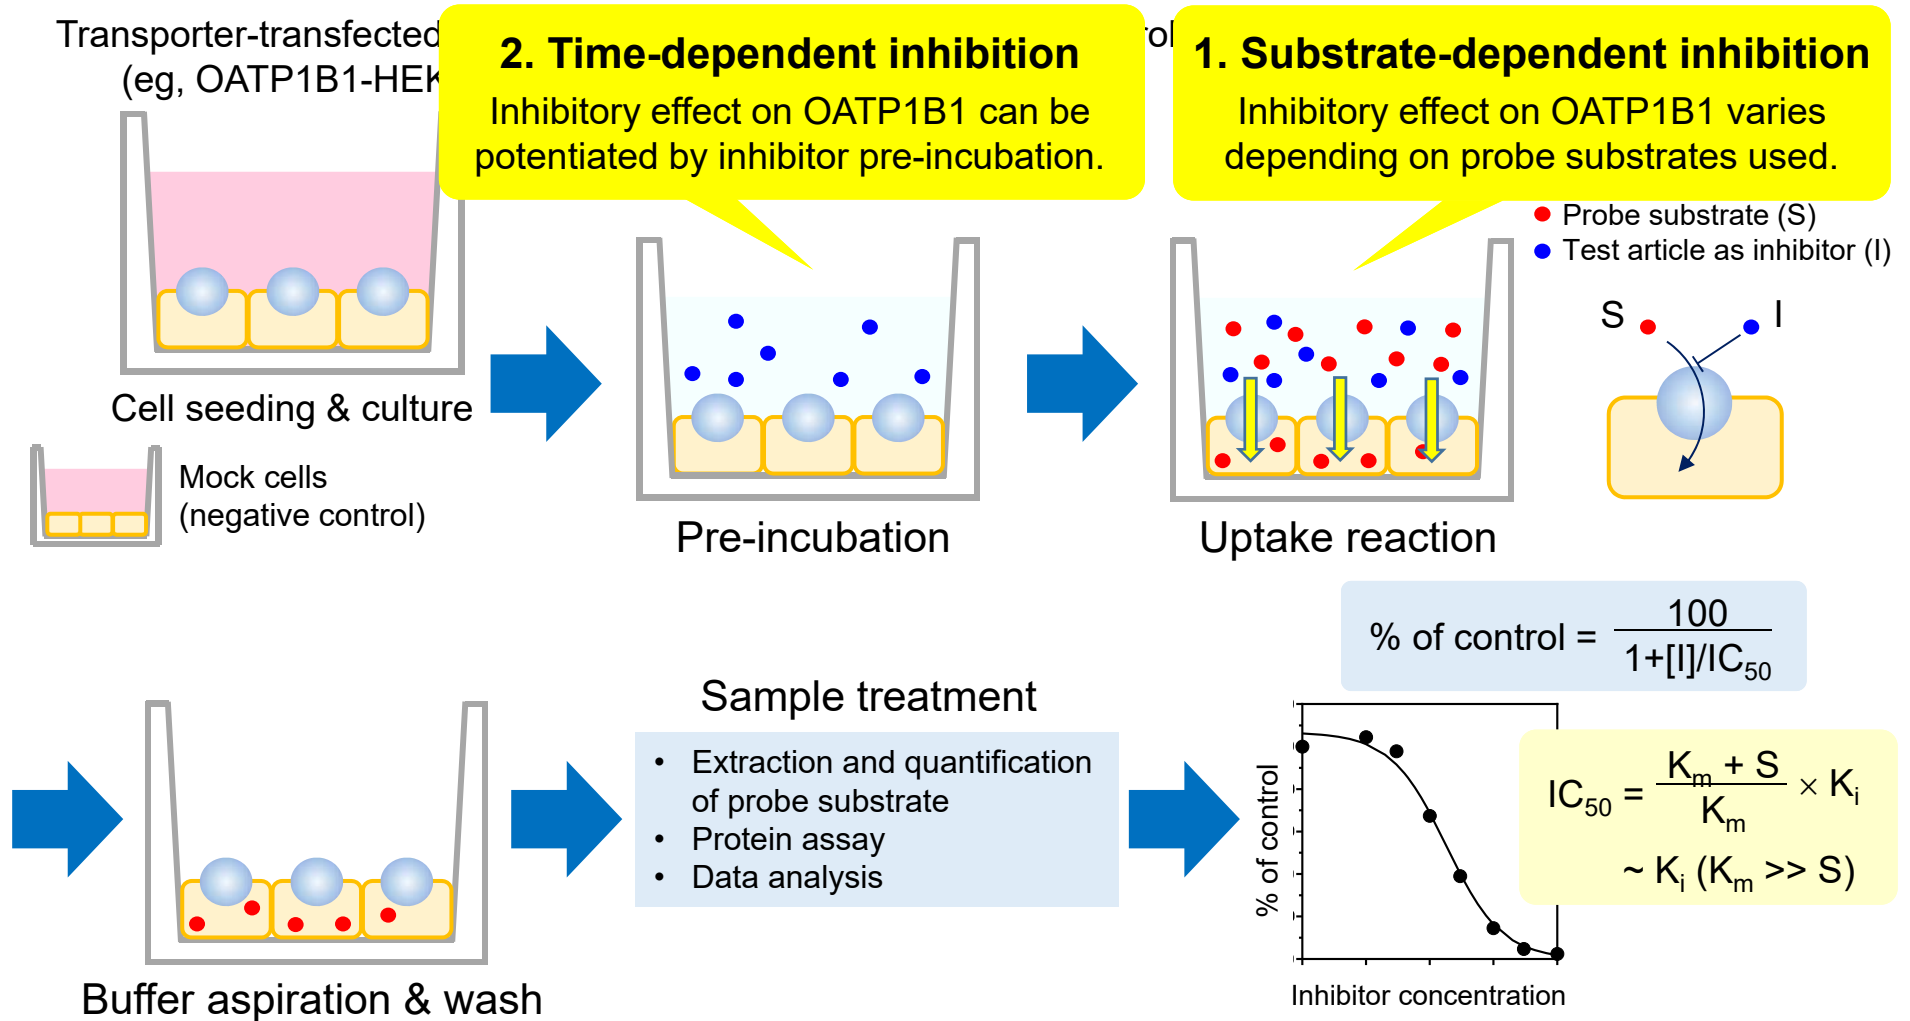 Transporter-transfected
(eg, OATP1B1-HEK
2. Time-dependent inhibition
Inhibitory effect on OATP1B1 can be
potentiated by inhibitor pre-incubation.
1. Substrate-dependent inhibition
Inhibitory effect on OATP1B1 varies
depending on probe substrates used.
Probe substrate (S)
Test article as inhibitor (I)
S
I
Cell seeding & culture
Mock cells
(negative control)
Pre-incubation
Uptake reaction
% of control = 100 / 1+[I]/IC50
Sample treatment
• Extraction and quantification
of probe substrate
• Protein assay
• Data analysis
% of control
Inhibitor concentration
IC50 = Km + S / Km × Ki
~ Ki (Km >> S)
Buffer aspiration & wash